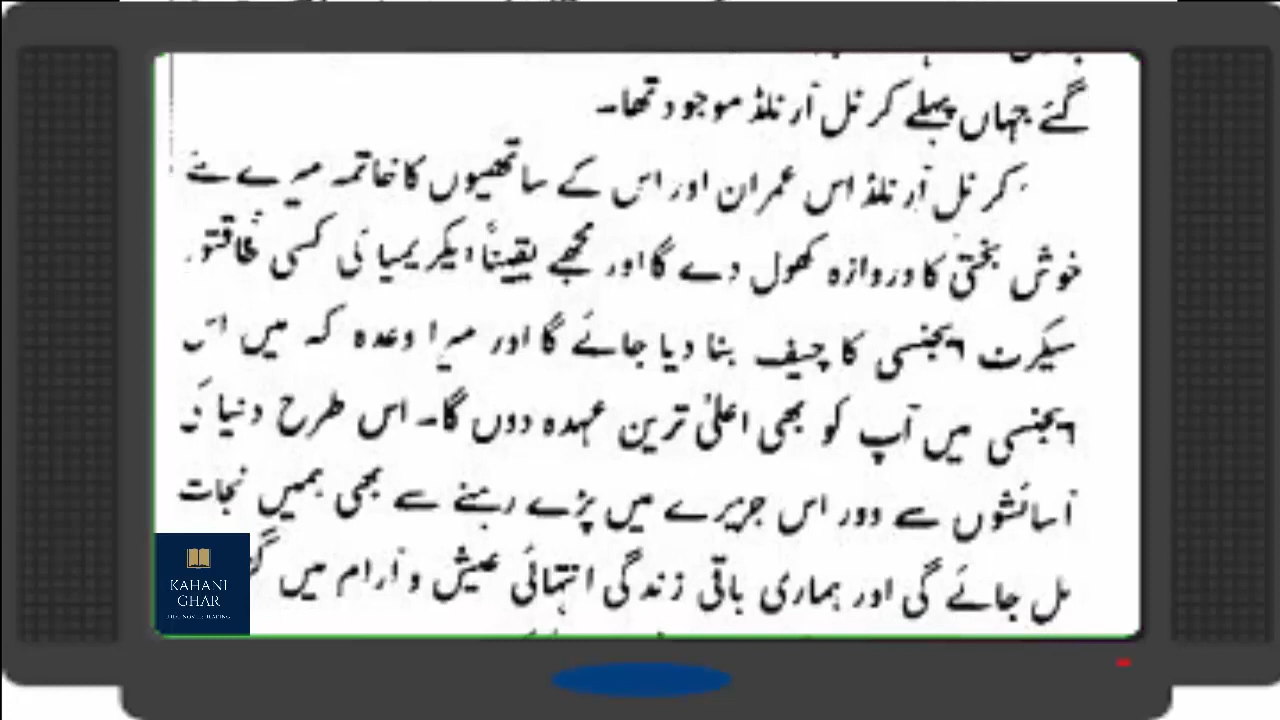 گئے جہاں پہلے کرنل آرنلڈ موجود تھا۔
کرنل آرنلڈ اس عمران اور اس کے ساتھیوں کا خاتمہ میرے لئے
خوش بختی کا دروازہ کھول دے گا اور مجھے یقیناً ایکریمیا کی کسی طاقتور
سیکرٹ ایجنسی کا چیف بنا دیا جائے گا اور میرا وعدہ کہ میں اس
ایجنسی میں آپ کو بھی اعلیٰ ترین عہدہ دوں گا۔ اس طرح دنیا کی
آسائشوں سے دور اس جزیرے میں پڑے رہنے سے بھی ہمیں نجات
مل جائے گی اور ہماری باقی زندگی انتہائی عیش و آرام میں
KAHANI
GHAR